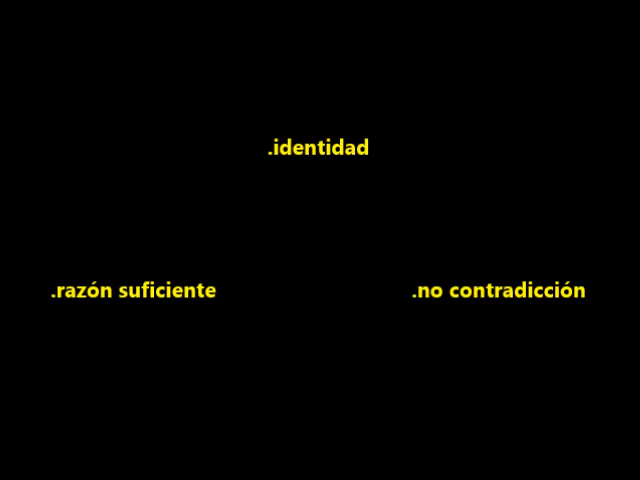 .identidad
.razón suficiente
.no contradicción